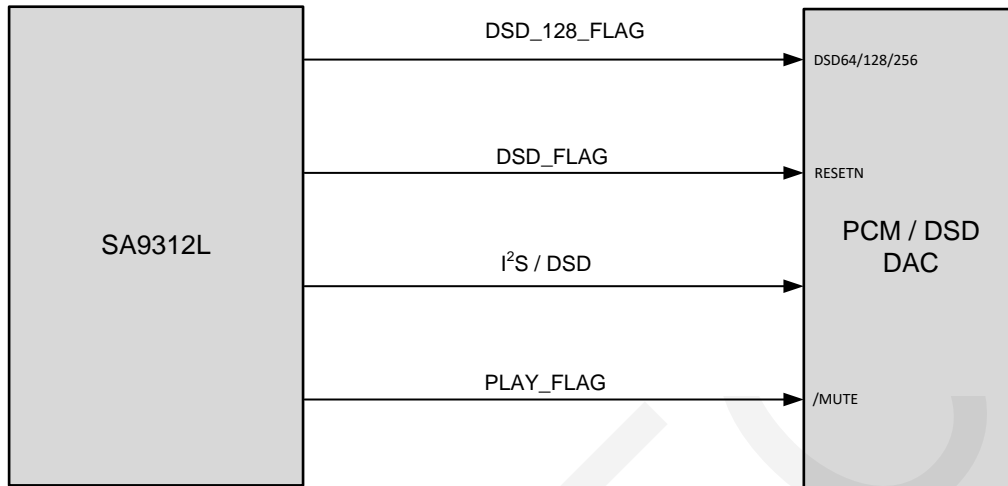 DSD_128_FLAG
DSD64/128/256
DSD_FLAG
RESETN
SA9312L
PCM / DSD
DAC
I²S / DSD
PLAY_FLAG
/MUTE